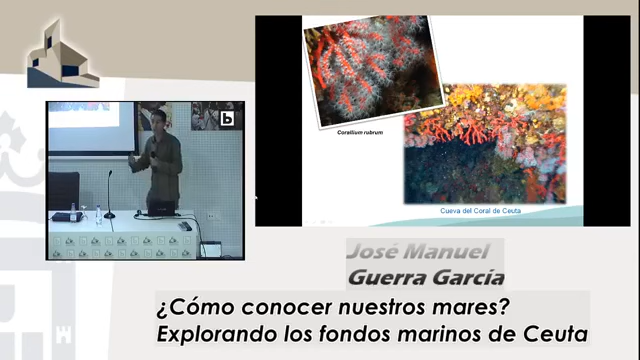 b
Corallium rubrum
Cueva del Coral de Ceuta
José Manuel
Guerra García
¿Cómo conocer nuestros mares?
Explorando los fondos marinos de Ceuta